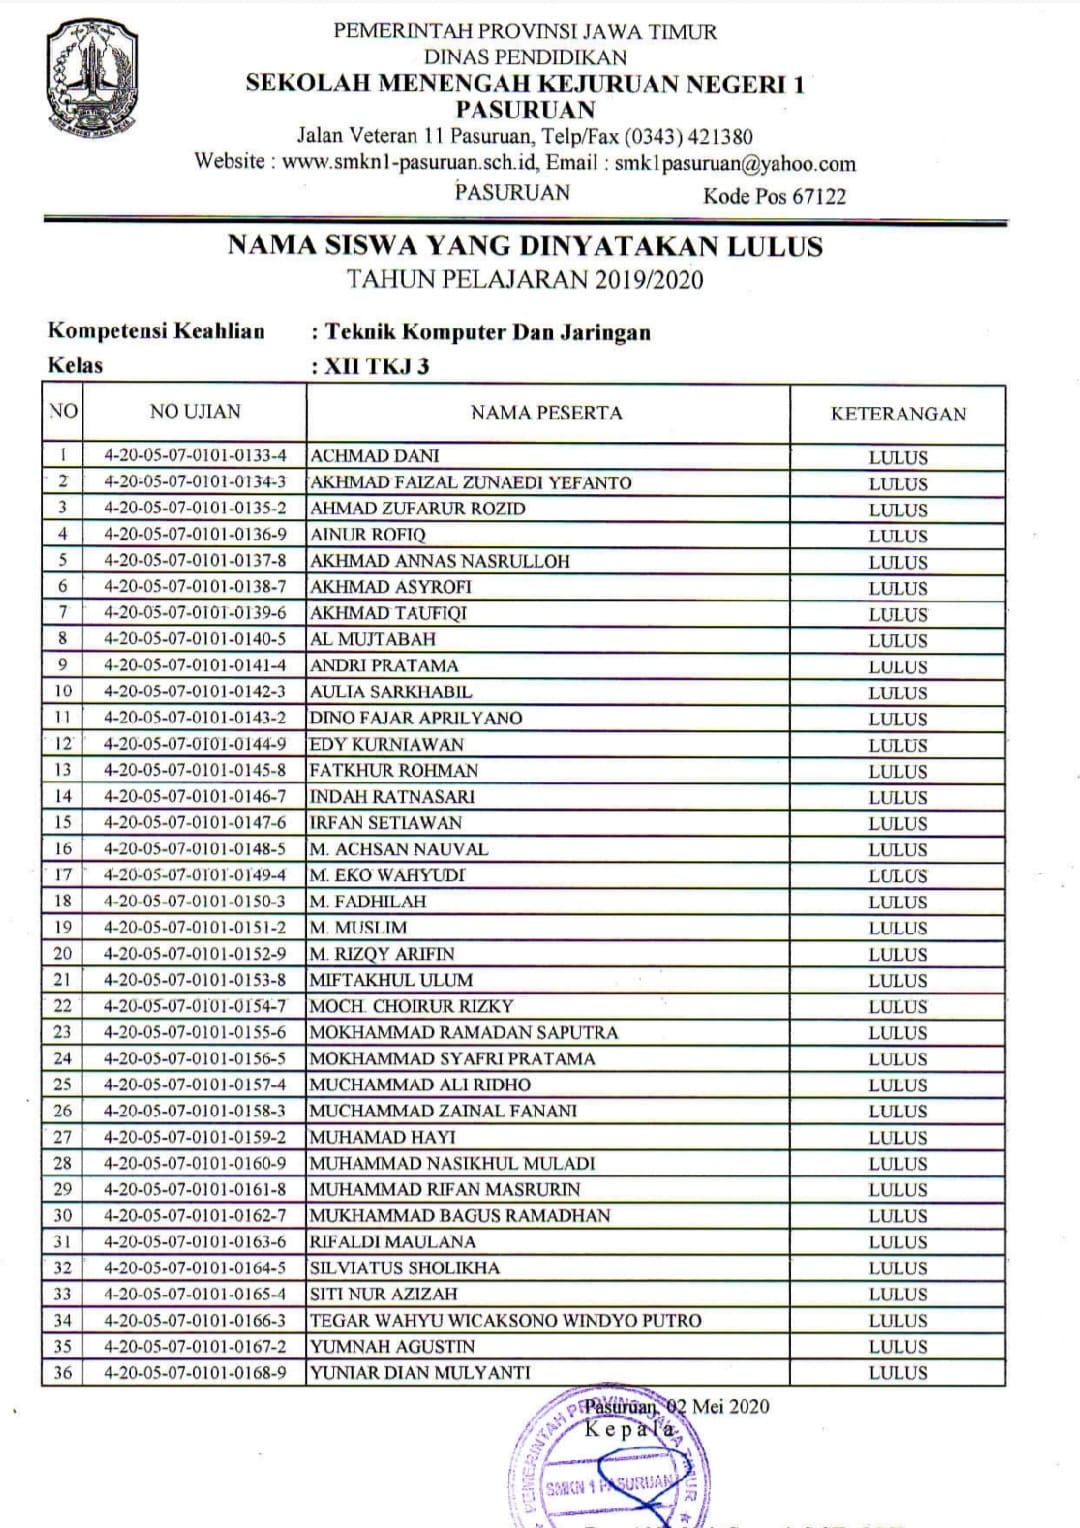 PEMERINTAH PROVINSI JAWA TIMUR
DINAS PENDIDIKAN
SEKOLAH MENENGAH KEJURUAN NEGERI 1
PASURUAN
Jalan Veteran 11 Pasuruan, Telp/Fax (0343) 421380
Website : www.smkn1-pasuruan.sch.id, Email : smk1pasuruan@yahoo.com
PASURUAN Kode Pos 67122
NAMA SISWA YANG DINYATAKAN LULUS
TAHUN PELAJARAN 2019/2020
Kompetensi Keahlian : Teknik Komputer Dan Jaringan
Kelas : XII TKJ 3
NO NO UJIAN NAMA PESERTA KETERANGAN
1 4-20-05-07-0101-0133-4 ACHMAD DANI LULUS
2 4-20-05-07-0101-0134-3 AKHMAD FAIZAL ZUNAEDI YEFANTO LULUS
3 4-20-05-07-0101-0135-2 AHMAD ZUFARUR ROZID LULUS
4 4-20-05-07-0101-0136-9 AINUR ROFIQ LULUS
5 4-20-05-07-0101-0137-8 AKHMAD ANNAS NASRULLOH LULUS
6 4-20-05-07-0101-0138-7 AKHMAD ASYROFI LULUS
7 4-20-05-07-0101-0139-6 AKHMAD TAUFIQI LULUS
8 4-20-05-07-0101-0140-5 AL MUJTABAH LULUS
9 4-20-05-07-0101-0141-4 ANDRI PRATAMA LULUS
10 4-20-05-07-0101-0142-3 AULIA SARKHABIL LULUS
11 4-20-05-07-0101-0143-2 DINO FAJAR APRILYANO LULUS
12 4-20-05-07-0101-0144-9 EDY KURNIAWAN LULUS
13 4-20-05-07-0101-0145-8 FATKHUR ROHMAN LULUS
14 4-20-05-07-0101-0146-7 INDAH RATNASARI LULUS
15 4-20-05-07-0101-0147-6 IRFAN SETIAWAN LULUS
16 4-20-05-07-0101-0148-5 M. ACHSAN NAUVAL LULUS
17 4-20-05-07-0101-0149-4 M. EKO WAHYUDI LULUS
18 4-20-05-07-0101-0150-3 M. FADHILAH LULUS
19 4-20-05-07-0101-0151-2 M. MUSLIM LULUS
20 4-20-05-07-0101-0152-9 M. RIZQY ARIFIN LULUS
21 4-20-05-07-0101-0153-8 MIFTAKHUL ULUM LULUS
22 4-20-05-07-0101-0154-7 MOCH. CHOIRUR RIZKY LULUS
23 4-20-05-07-0101-0155-6 MOKHAMMAD RAMADAN SAPUTRA LULUS
24 4-20-05-07-0101-0156-5 MOKHAMMAD SYAFRI PRATAMA LULUS
25 4-20-05-07-0101-0157-4 MUCHAMMAD ALI RIDHO LULUS
26 4-20-05-07-0101-0158-3 MUCHAMMAD ZAINAL FANANI LULUS
27 4-20-05-07-0101-0159-2 MUHAMAD HAYI LULUS
28 4-20-05-07-0101-0160-9 MUHAMMAD NASIKHUL MULADI LULUS
29 4-20-05-07-0101-0161-8 MUHAMMAD RIFAN MASRURIN LULUS
30 4-20-05-07-0101-0162-7 MUKHAMMAD BAGUS RAMADHAN LULUS
31 4-20-05-07-0101-0163-6 RIFALDI MAULANA LULUS
32 4-20-05-07-0101-0164-5 SILVIATUS SHOLIKHA LULUS
33 4-20-05-07-0101-0165-4 SITI NUR AZIZAH LULUS
34 4-20-05-07-0101-0166-3 TEGAR WAHYU WICAKSONO WINDYO PUTRO LULUS
35 4-20-05-07-0101-0167-2 YUMNAH AGUSTIN LULUS
36 4-20-05-07-0101-0168-9 YUNIAR DIAN MULYANTI LULUS
Pasuruan, 02 Mei 2020
Kepala
PEMERINTAH PROVINSI JAWA TIMUR
SMKN 1 PASURUAN